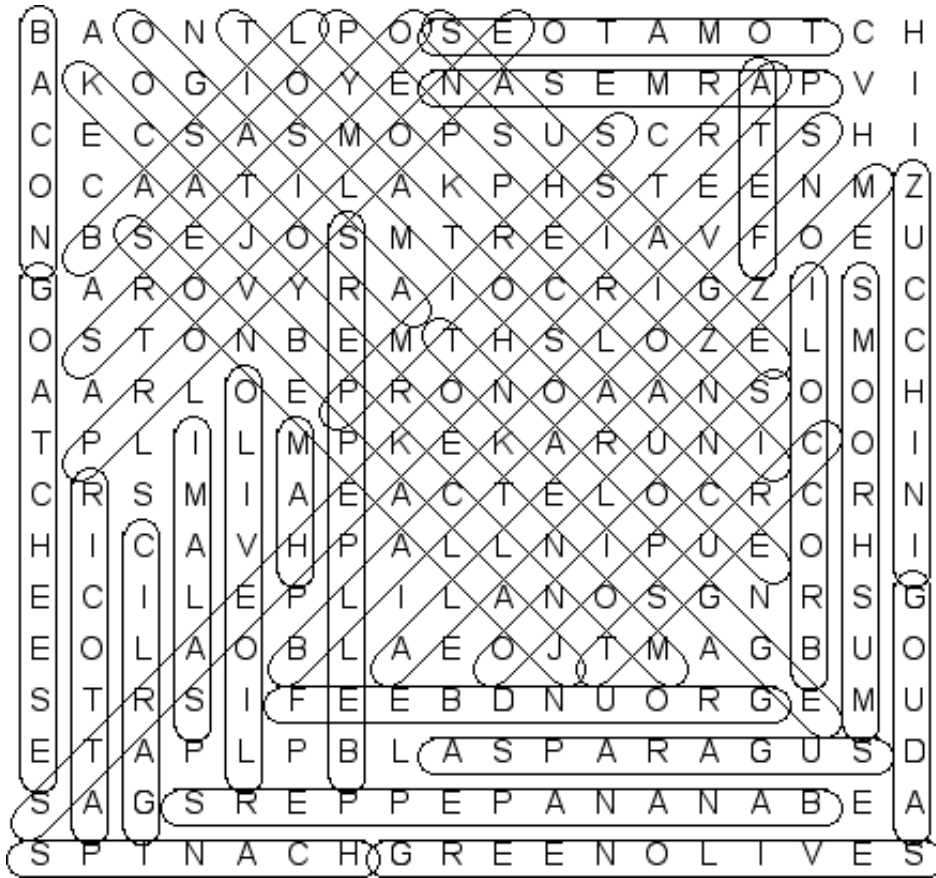 B A O N T L P O S E O T A M O T C H
A K O G I O Y E N A S E M R A P V I
C E C S A S M O P S U S C R T S H I
O C A A T I L A K P H S T E E N M Z
N B S E J O S M T R E I A V F O E U
G A R O V Y R A I O C R I G Z I S C
O S T O N B E M T H S L O Z E L M C
A A R L O E P R O N O A A N S O O H
T P L I L M P K E K A R U N I C O I
C R S M I A E A C T E L O C R C R N
H I C A V H P A L L N I P U E O H I
E C I L E P L I L A N O S G N R S G
E O L A O B L A E O J T M A G B U O
S T R S I F E E B D N U O R G E M U
E T A P L P B L A S P A R A G U S D
S A G S R E P P E P A N A N A B E A
S P I N A C H G R E E N O L I V E S